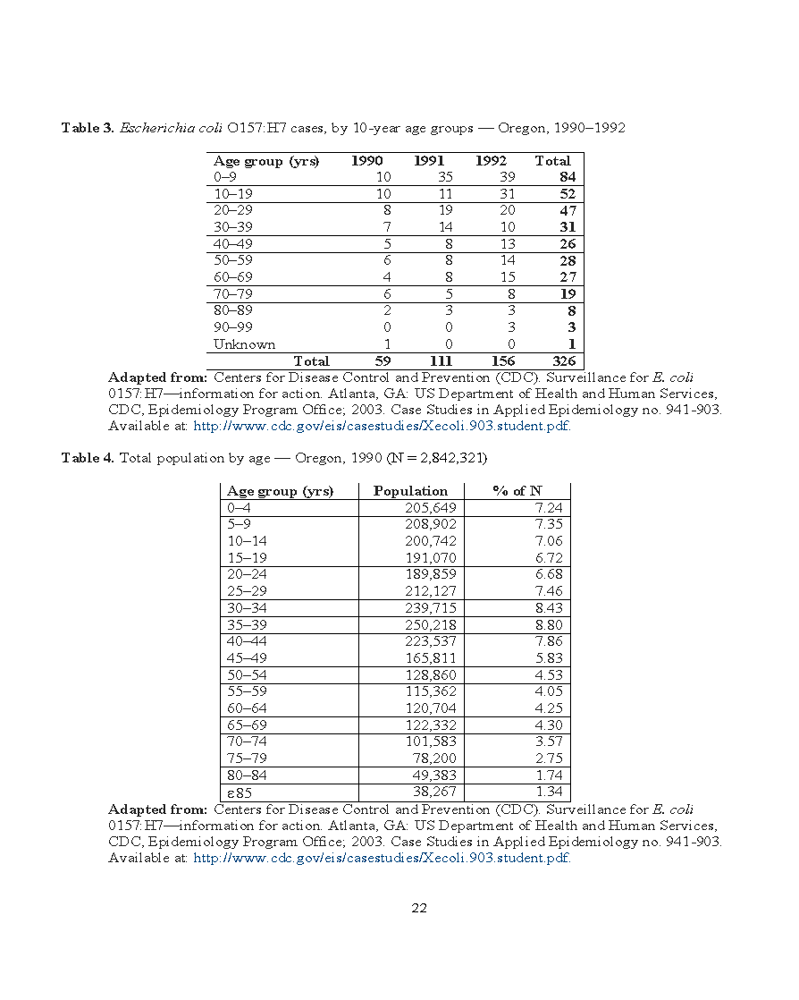 Table 3. Escherichia coli O157:H7 cases, by 10-year age groups — Oregon, 1990–1992
Age group (yrs) 1990 1991 1992 Total
0–9 10 35 39 84
10–19 10 11 31 52
20–29 8 19 20 47
30–39 7 14 10 31
40–49 5 8 13 26
50–59 6 8 14 28
60–69 4 8 15 27
70–79 6 5 8 19
80–89 2 3 3 8
90–99 0 0 3 3
Unknown 1 0 0 1
Total 59 111 156 326
Adapted from: Centers for Disease Control and Prevention (CDC). Surveillance for E. coli
0157:H7—information for action. Atlanta, GA: US Department of Health and Human Services,
CDC, Epidemiology Program Office; 2003. Case Studies in Applied Epidemiology no. 941-903.
Available at: http://www.cdc.gov/eis/casestudies/Xecoli.903.student.pdf.
Table 4. Total population by age — Oregon, 1990 (N = 2,842,321)
Age group (yrs) Population % of N
0–4 205,649 7.24
5–9 208,902 7.35
10–14 200,742 7.06
15–19 191,070 6.72
20–24 189,859 6.68
25–29 212,127 7.46
30–34 239,715 8.43
35–39 250,218 8.80
40–44 223,537 7.86
45–49 165,811 5.83
50–54 128,860 4.53
55–59 115,362 4.05
60–64 120,704 4.25
65–69 122,332 4.30
70–74 101,583 3.57
75–79 78,200 2.75
80–84 49,383 1.74
ε85 38,267 1.34
Adapted from: Centers for Disease Control and Prevention (CDC). Surveillance for E. coli
0157:H7—information for action. Atlanta, GA: US Department of Health and Human Services,
CDC, Epidemiology Program Office; 2003. Case Studies in Applied Epidemiology no. 941-903.
Available at: http://www.cdc.gov/eis/casestudies/Xecoli.903.student.pdf.
22